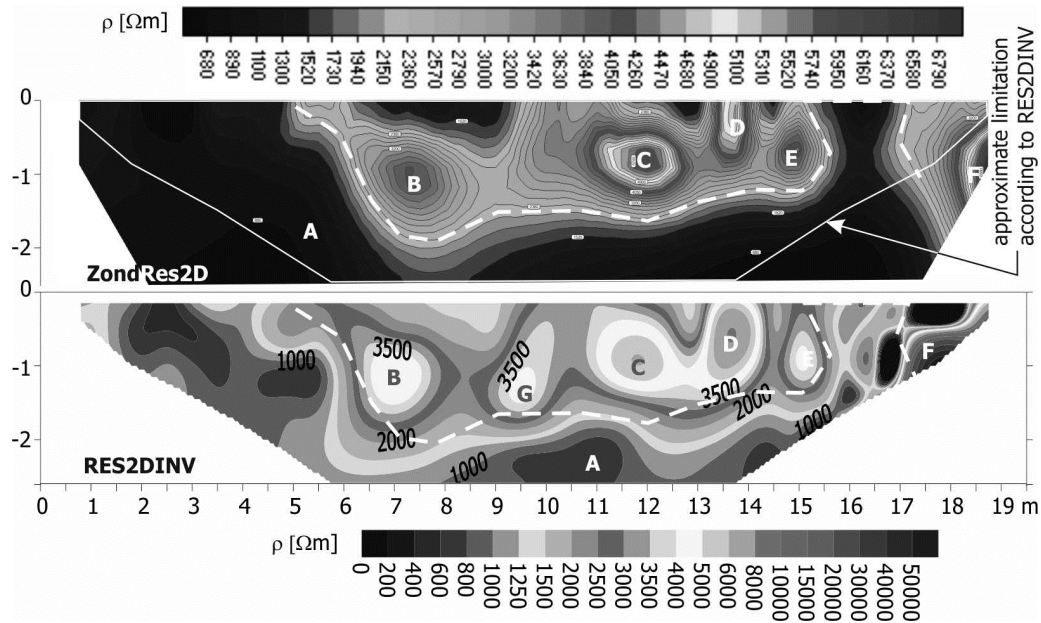 ρ [Ωm]
680 890 1100 1300 1520 1730 1940 2150 2360 2570 2790 3000 3200 3420 3630 3840 4050 4260 4470 4680 4900 5100 5310 5520 5740 5950 6160 6370 6580 6790
0
-1
-2
A
B
C
D
E
F
ZondRes2D
approximate limitation
according to RES2DINV
0
-1
-2
1000
3500
B
3500
G
C
D
E
F
3500
2000
1000
2000
1000
A
RES2DINV
0 1 2 3 4 5 6 7 8 9 10 11 12 13 14 15 16 17 18 19 m
ρ [Ωm]
0 200 400 600 800 1000 1250 1500 2000 2500 3000 3500 4000 5000 6000 8000 10000 20000 30000 40000 50000